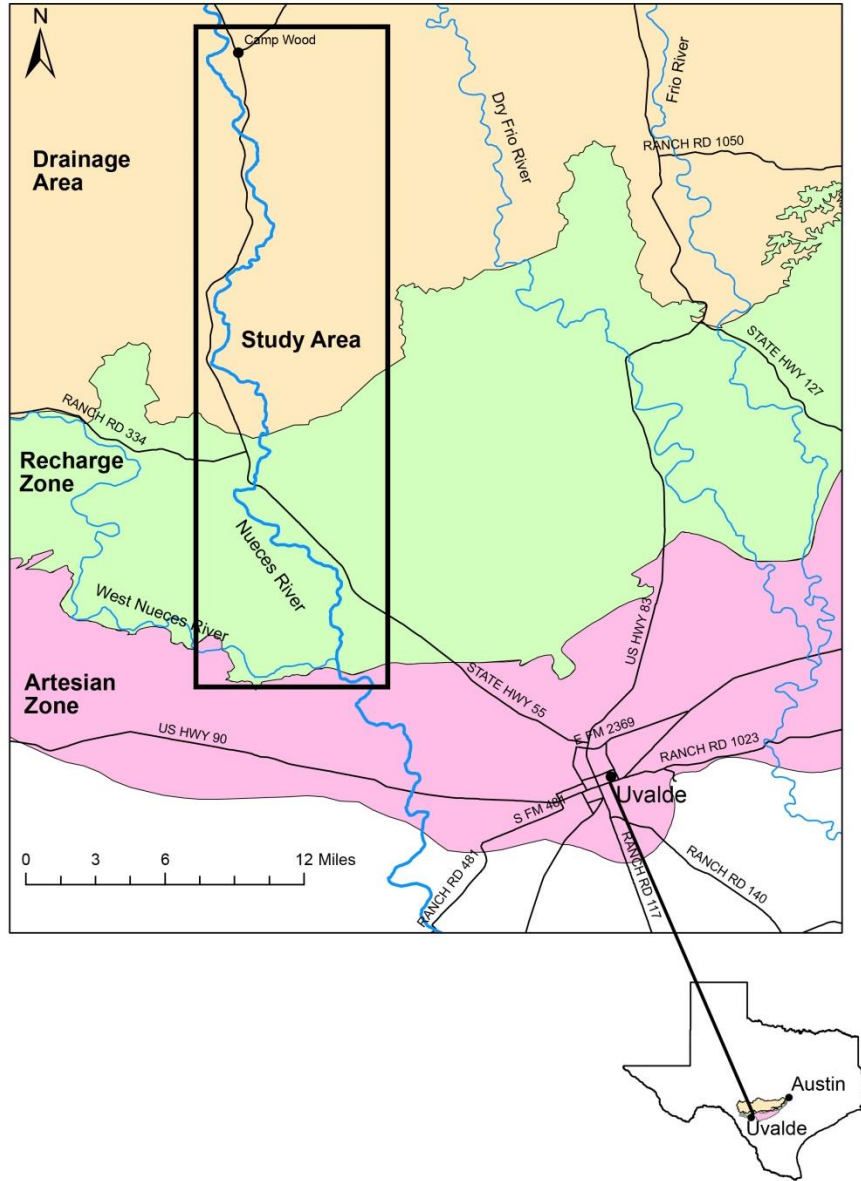 N
Camp Wood
Dry Frio River
Frio River
RANCH RD 1050
Drainage
Area
Study Area
STATE HWY 127
RANCH RD 334
Recharge
Zone
Nueces River
West Nueces River
US HWY 83
Artesian
Zone
STATE HWY 55
US HWY 90
E FM 2369
RANCH RD 1023
Uvalde
S FM 481
0 3 6 12 Miles
RANCH RD 481
RANCH RD 117
RANCH RD 140
Austin
Uvalde